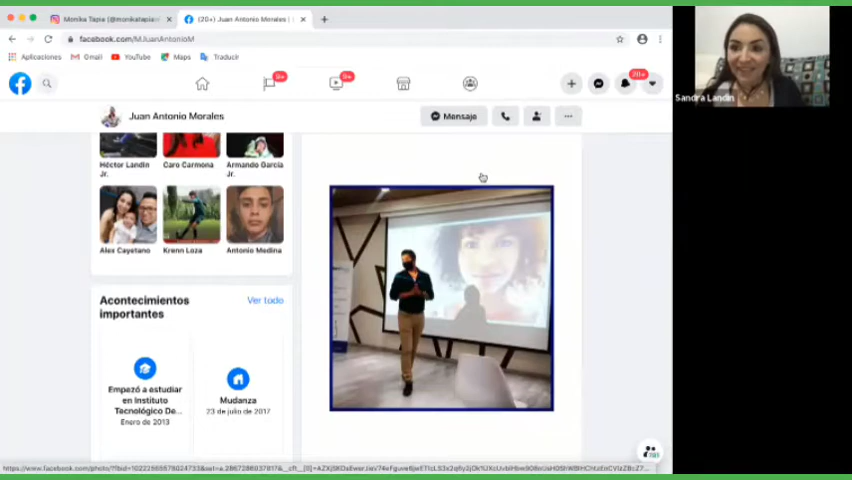 Monika Tapia (@monikatapia
(20+) Juan Antonio Morales |
facebook.com/MJuanAntonioM
Aplicaciones
Gmail
YouTube
Maps
Traducir
9+
9+
20+
Sandra Landin
Juan Antonio Morales
Mensaje
Héctor Landin
Jr.
Caro Carmona
Armando García
Jr.
Alex Cayetano
Krenn Loza
Antonio Medina
Acontecimientos
importantes
Ver todo
Empezó a estudiar
en Instituto
Tecnológico De...
Enero de 2013
Mudanza
23 de julio de 2017